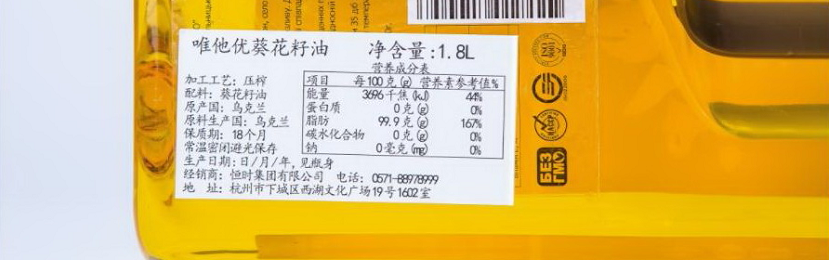 唯他优葵花籽油 净含量:1.8L
营养成分表
加工工艺: 压榨
配料: 葵花籽油
原产国: 乌克兰
原料生产国: 乌克兰
保质期: 18个月
常温密闭避光保存
项目 每100克(g) 营养素参考值%
能量 3696千焦(kJ) 44%
蛋白质 0克(g) 0%
脂肪 99.9克(g) 167%
碳水化合物 0克(g) 0%
钠 0毫克(mg) 0%
生产日期: 日/月/年, 见瓶身
经销商: 恒时集团有限公司 电话: 0571-88978999
地 址: 杭州市下城区西湖文化广场19号1602室
ISO
HACCP
БЕЗ
ГМО